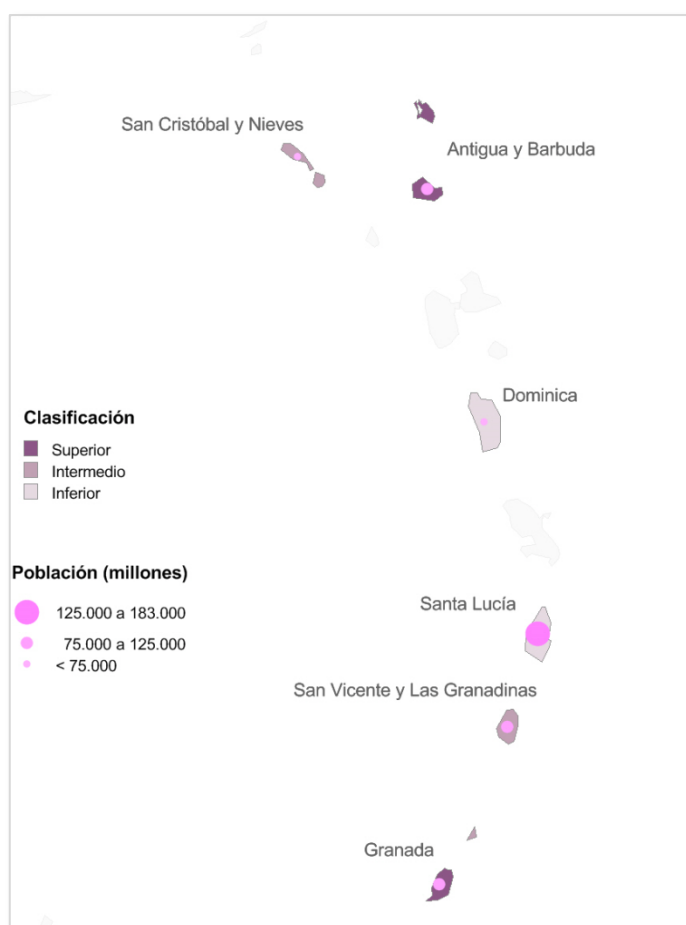 San Cristóbal y Nieves
Antigua y Barbuda
Dominica
Clasificación
Superior
Intermedio
Inferior
Población (millones)
125.000 a 183.000
75.000 a 125.000
< 75.000
Santa Lucía
San Vicente y Las Granadinas
Granada